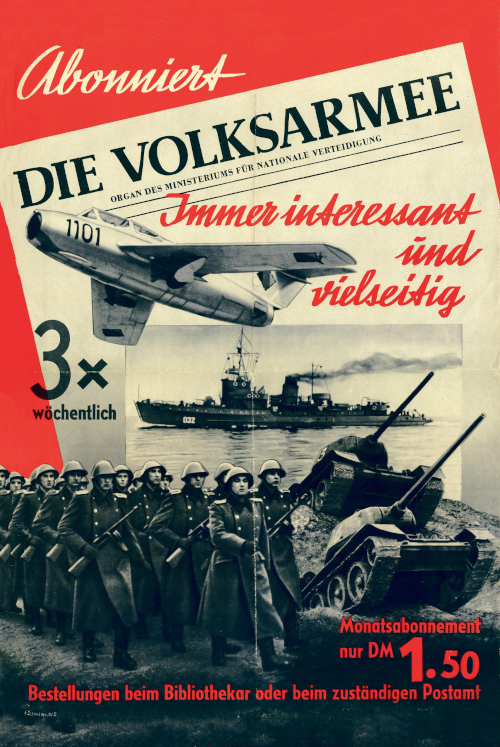 Abonniert
DIE VOLKSARMEE
ORGAN DES MINISTERIUMS FÜR NATIONALE VERTEIDIGUNG
Immer interessant
und
vielseitig
1101
3x
wöchentlich
Monatsabonnement
nur DM 1.50
Bestellungen beim Bibliothekar oder beim zuständigen Postamt